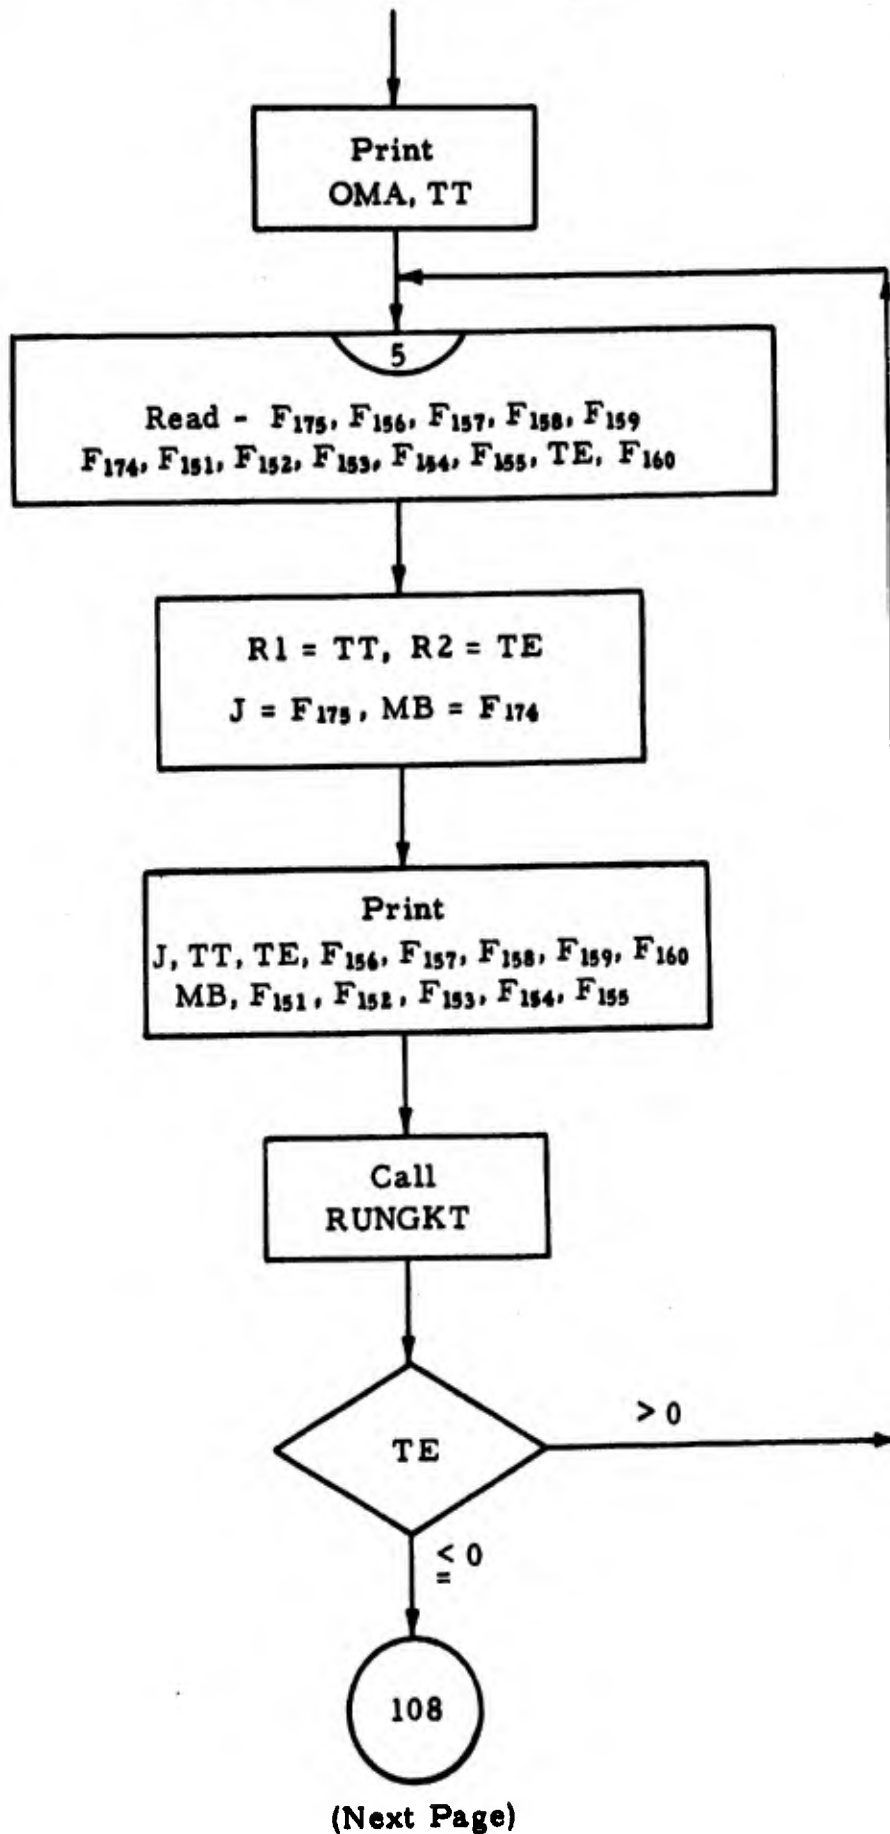 Print
OMA, TT
5
Read - F₁₇₅, F₁₅₆, F₁₅₇, F₁₅₈, F₁₅₉
F₁₇₄, F₁₅₁, F₁₅₂, F₁₅₃, F₁₅₄, F₁₅₅, TE, F₁₆₀
R1 = TT, R2 = TE
J = F₁₇₅, MB = F₁₇₄
Print
J, TT, TE, F₁₅₆, F₁₅₇, F₁₅₈, F₁₅₉, F₁₆₀
MB, F₁₅₁, F₁₅₂, F₁₅₃, F₁₅₄, F₁₅₅
Call
RUNGKT
> 0
TE
≦ 0
108
(Next Page)